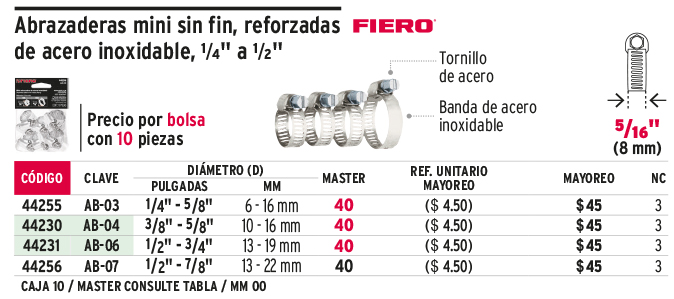 Abrazaderas mini sin fin, reforzadas FIERO®
de acero inoxidable, 1/4" a 1/2"
Tornillo
de acero
Precio por bolsa
con 10 piezas
Banda de acero
inoxidable
5/16"
(8 mm)
CÓDIGO CLAVE DIÁMETRO (D) MASTER REF. UNITARIO MAYOREO MAYOREO NC
PULGADAS MM
44255 AB-03 1/4" - 5/8" 6 - 16 mm 40 ($ 4.50) $45 3
44230 AB-04 3/8" - 5/8" 10 - 16 mm 40 ($ 4.50) $45 3
44231 AB-06 1/2" - 3/4" 13 - 19 mm 40 ($ 4.50) $45 3
44256 AB-07 1/2" - 7/8" 13 - 22 mm 40 ($ 4.50) $45 3
CAJA 10 / MASTER CONSULTE TABLA / MM 00